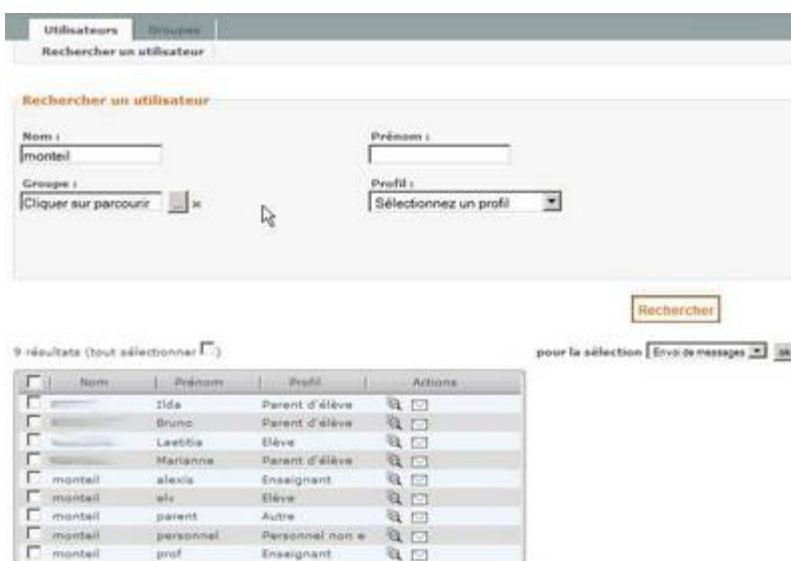 Utilisateurs Groupes
Rechercher un utilisateur
Rechercher un utilisateur
Nom : Prénom :
monteil
Groupe : Profil :
Cliquer sur parcourir ... × Sélectionnez un profil
Rechercher
9 résultats (tout sélectionner ) pour la sélection Envoi de messages ok
Nom Prénom Profil Actions
Ilda Parent d'élève
Bruno Parent d'élève
Laetitia Elève
Marianne Parent d'élève
monteil alexis Enseignant
monteil elv Elève
monteil parent Autre
monteil personnel Personnel non e
monteil prof Enseignant